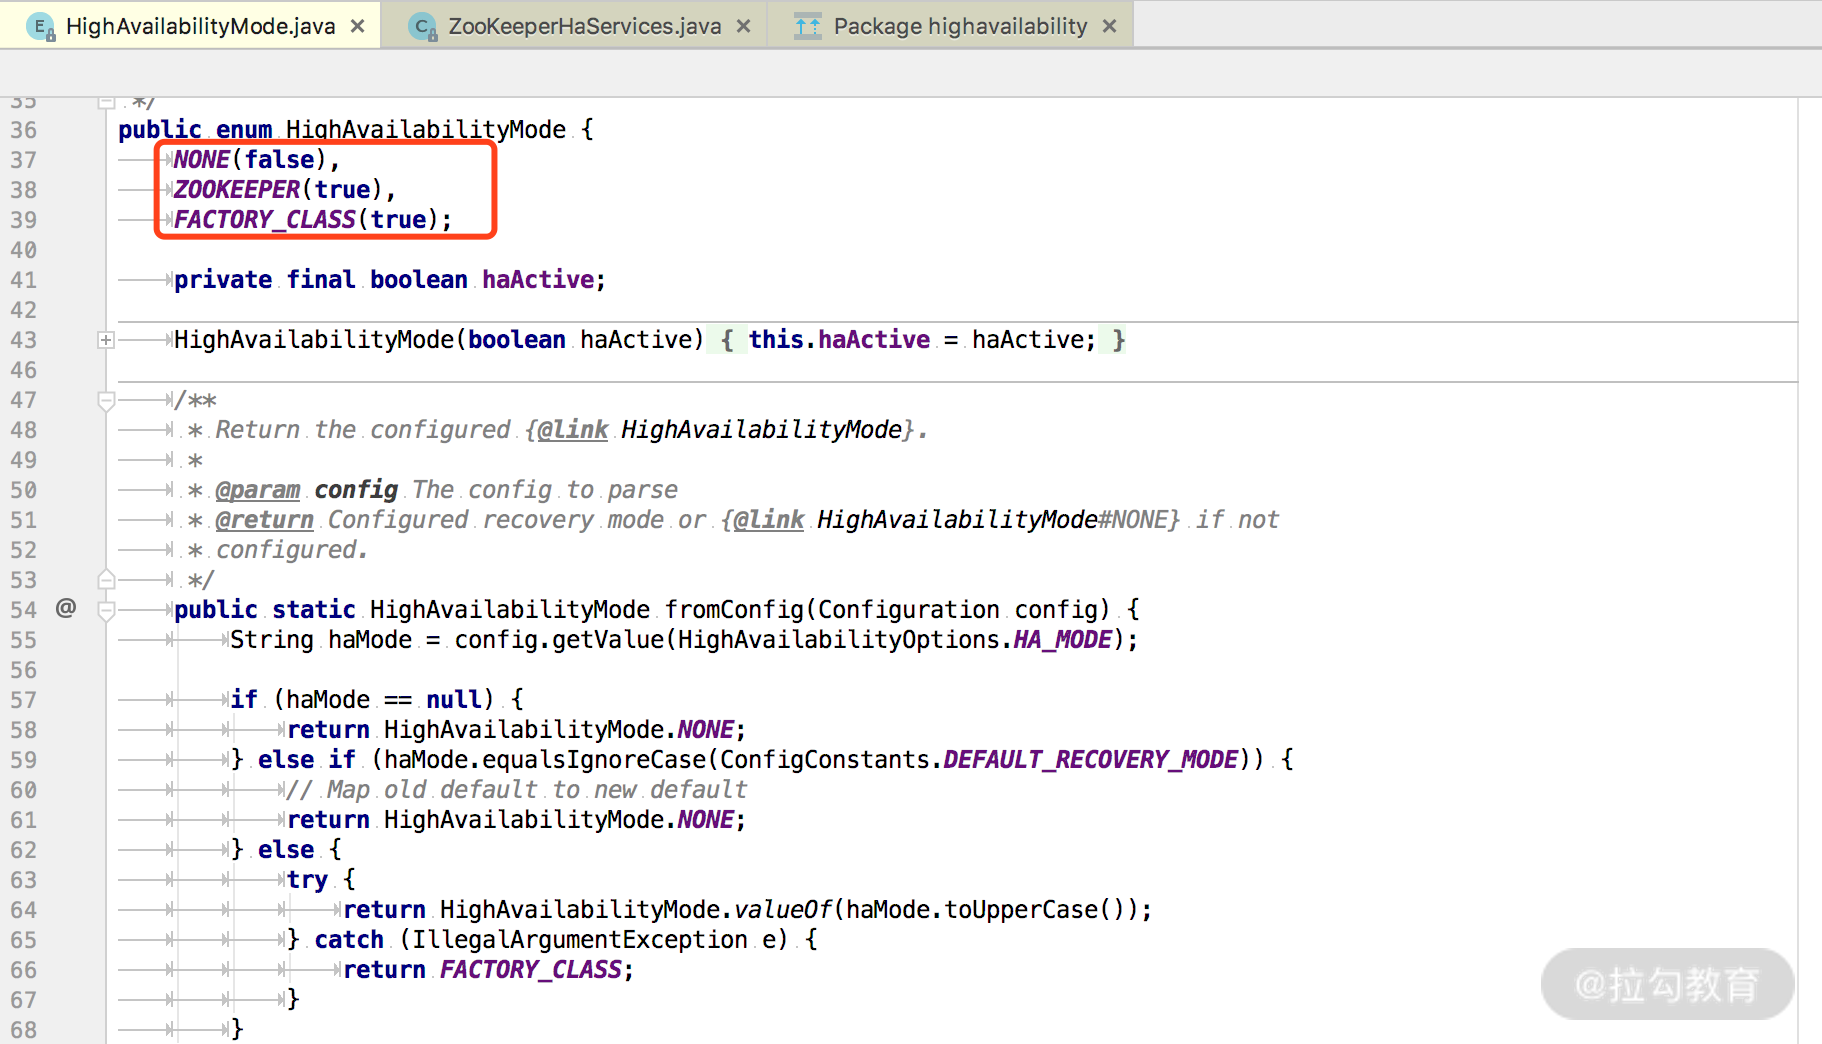 HighAvailabilityMode.java
ZooKeeperHaServices.java
Package highavailability
35 */
36 public enum HighAvailabilityMode {
37 NONE(false),
38 ZOOKEEPER(true),
39 FACTORY_CLASS(true);
40
41 private final boolean haActive;
42
43 HighAvailabilityMode(boolean haActive) { this.haActive = haActive; }
46
47 /**
48 * Return the configured {@link HighAvailabilityMode}.
49 *
50 * @param config The config to parse
51 * @return Configured recovery mode or {@link HighAvailabilityMode#NONE} if not
52 * configured.
53 */
54 @ public static HighAvailabilityMode fromConfig(Configuration config) {
55 String haMode = config.getValue(HighAvailabilityOptions.HA_MODE);
56
57 if (haMode == null) {
58 return HighAvailabilityMode.NONE;
59 } else if (haMode.equalsIgnoreCase(ConfigConstants.DEFAULT_RECOVERY_MODE)) {
60 // Map old default to new default
61 return HighAvailabilityMode.NONE;
62 } else {
63 try {
64 return HighAvailabilityMode.valueOf(haMode.toUpperCase());
65 } catch (IllegalArgumentException e) {
66 return FACTORY_CLASS;
67 }
68 }
@拉勾教育